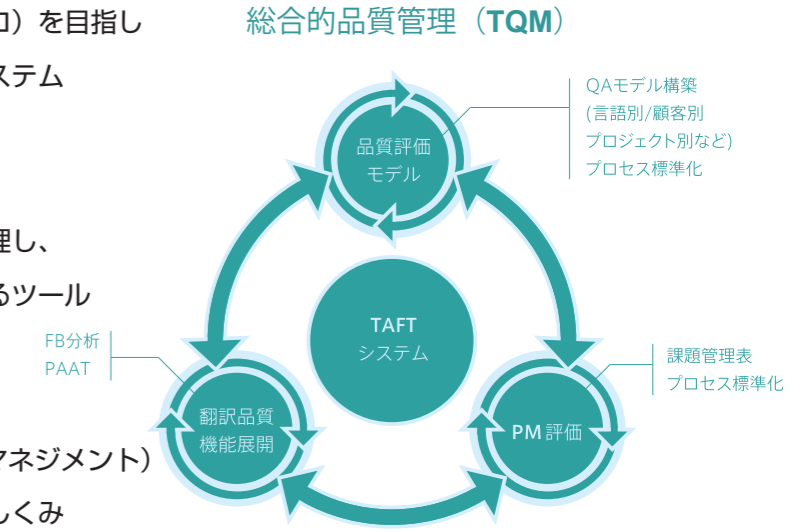 ロ）を目指し
ステム
理し、
るツール
マネジメント）
しくみ
総合的品質管理（TQM）
QAモデル構築
(言語別/顧客別
プロジェクト別など)
プロセス標準化
品質評価
モデル
TAFT
システム
FB分析
PAAT
翻訳品質
機能展開
課題管理表
プロセス標準化
PM 評価